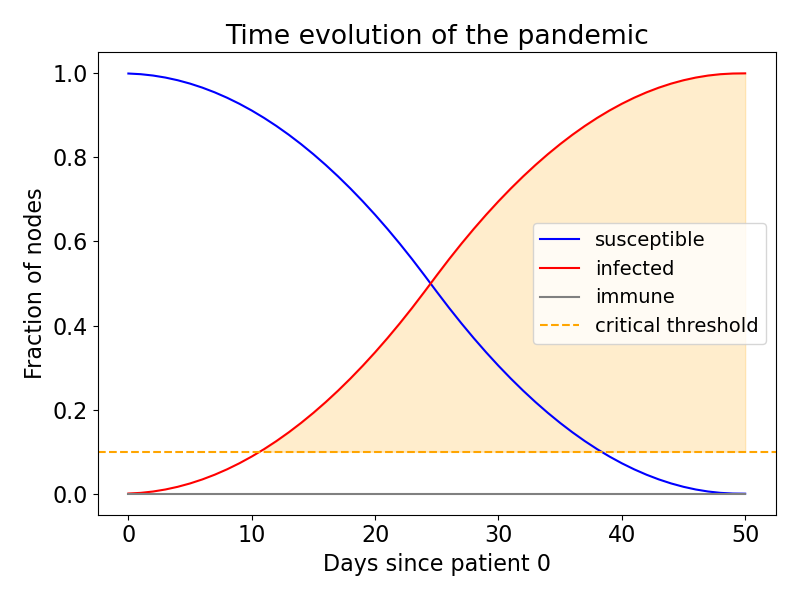 Time evolution of the pandemic
Fraction of nodes
1.0
0.8
0.6
0.4
0.2
0.0
susceptible
infected
immune
critical threshold
0 10 20 30 40 50
Days since patient 0